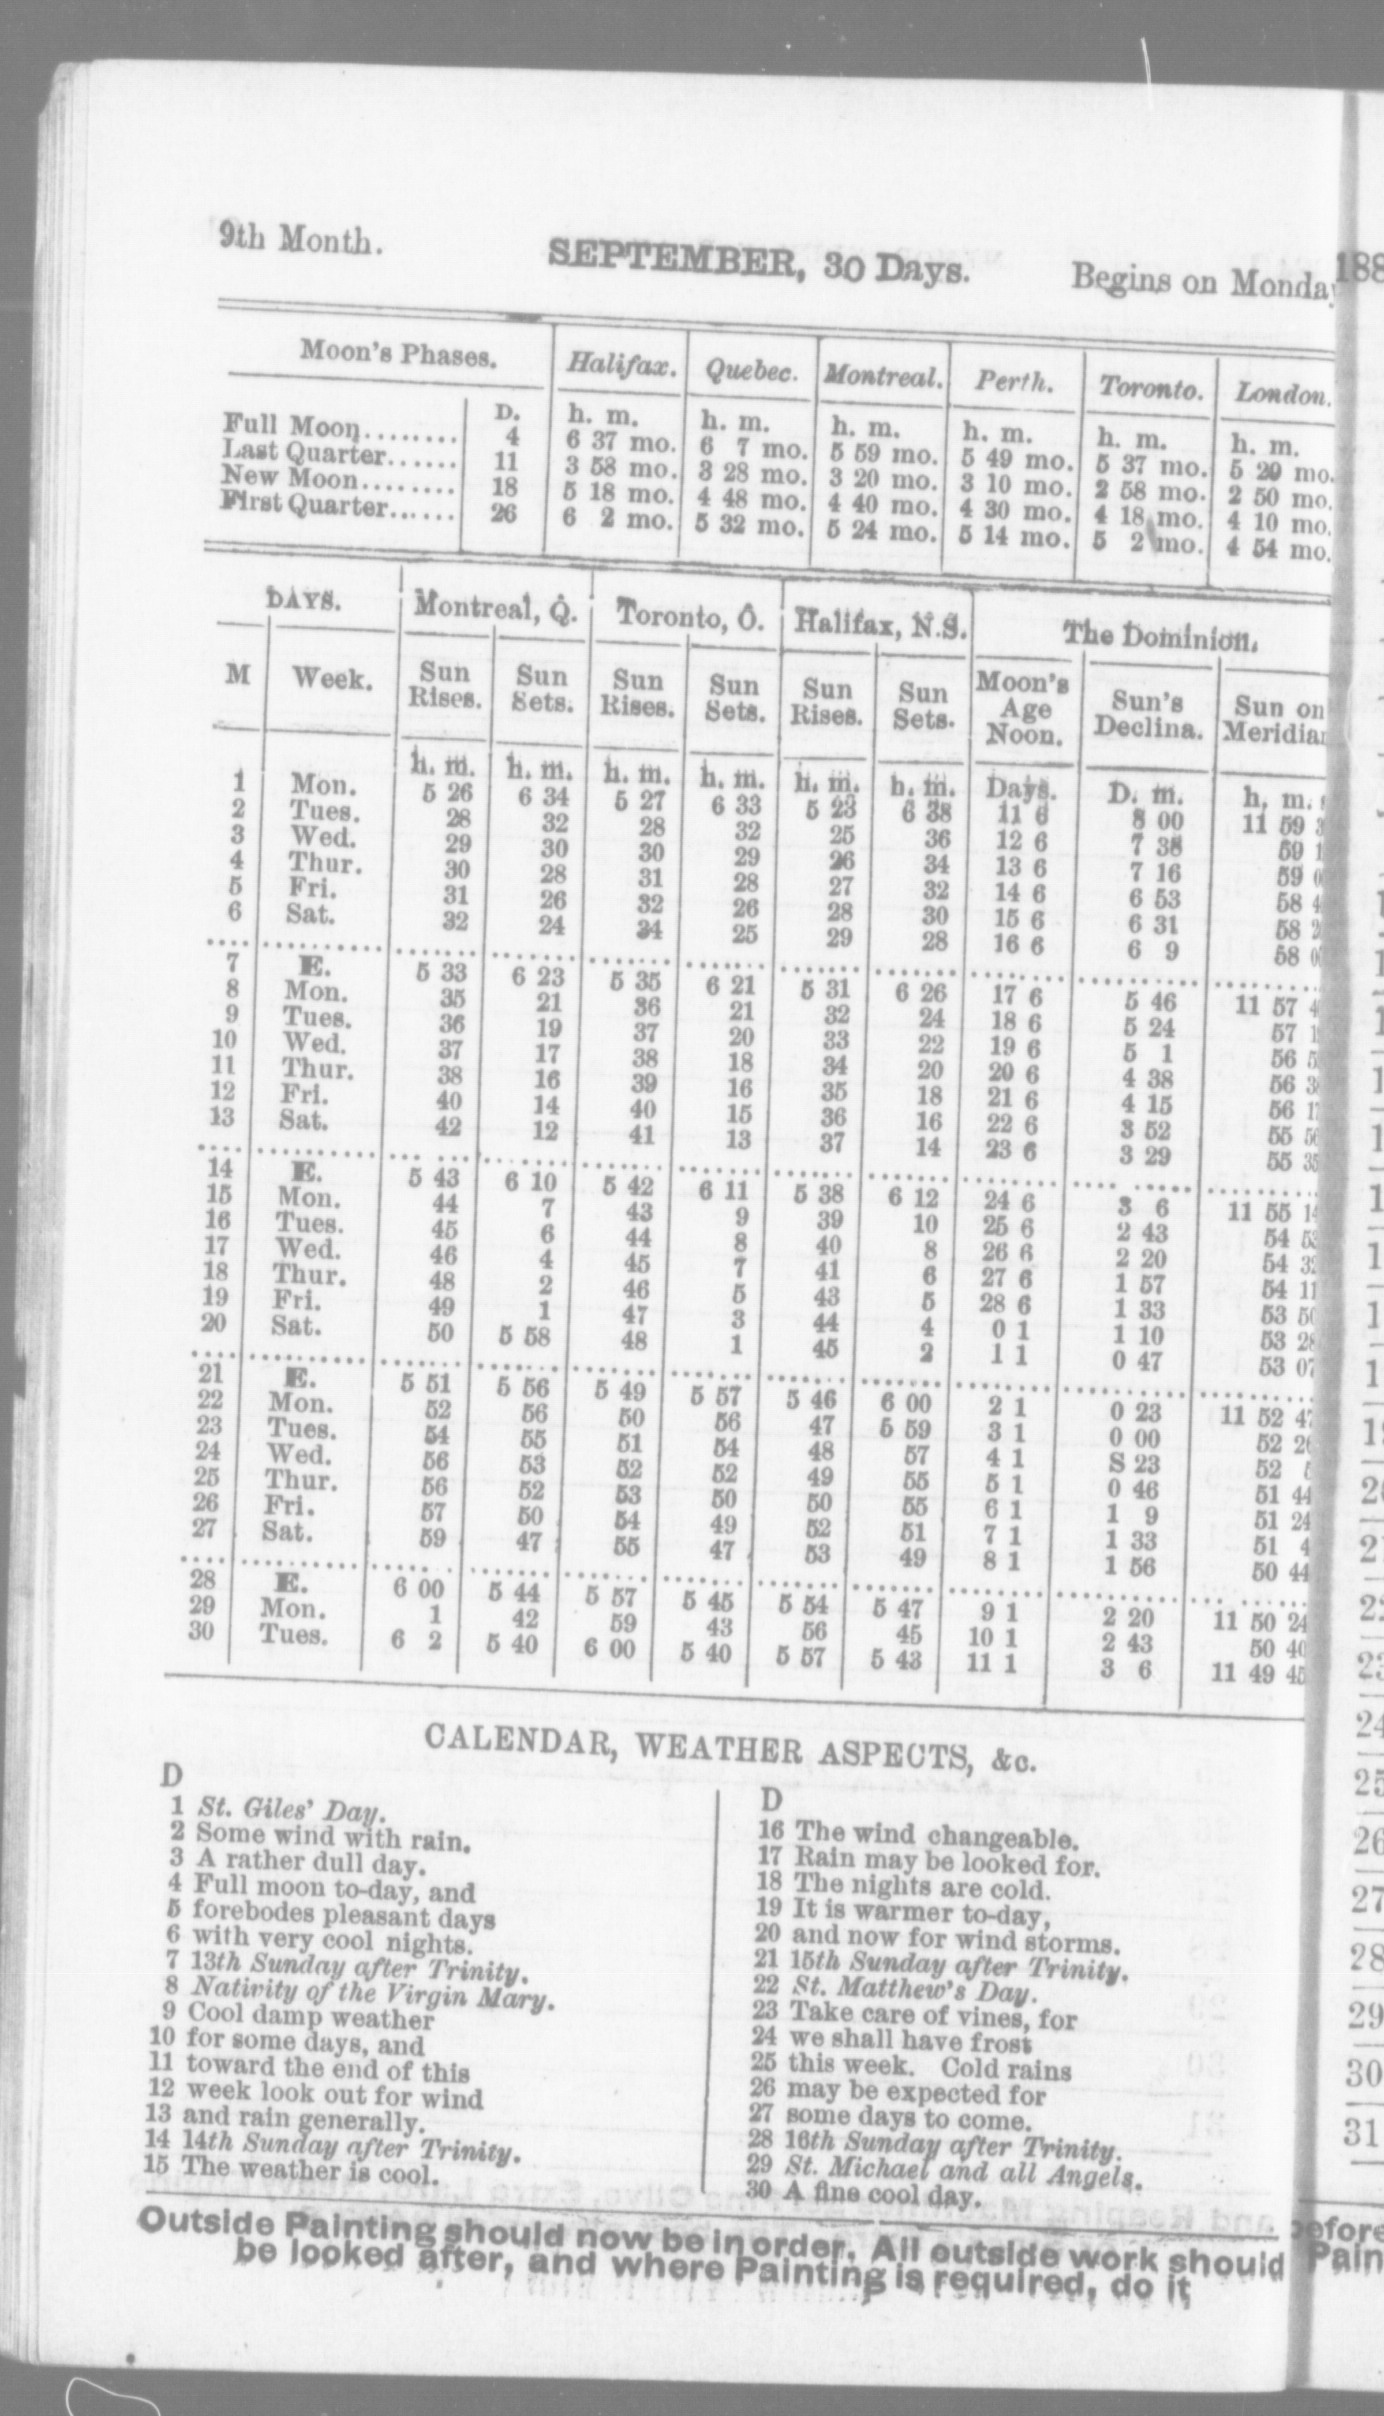 9th Month. SEPTEMBER, 30 Days. Begins on Monday
Moon's Phases. Halifax. Quebec. Montreal. Perth. Toronto. London.
D. h. m. h. m. h. m. h. m. h. m. h. m.
Full Moon........ 4 6 37 mo. 6 7 mo. 5 59 mo. 5 49 mo. 5 37 mo. 5 29 mo.
Last Quarter...... 11 3 58 mo. 3 28 mo. 3 20 mo. 3 10 mo. 2 58 mo. 2 50 mo.
New Moon........ 18 5 18 mo. 4 48 mo. 4 40 mo. 4 30 mo. 4 18 mo. 4 10 mo.
First Quarter...... 26 6 2 mo. 5 32 mo. 5 24 mo. 5 14 mo. 5 2 mo. 4 54 mo.
DAYS. Montreal, Q. Toronto, O. Halifax, N.S. The Dominion.
M Week. Sun Rises. Sun Sets. Sun Rises. Sun Sets. Sun Rises. Sun Sets. Moon's Age Noon. Sun's Declina. Sun on Meridian
h. m. h. m. h. m. h. m. h. m. h. m. Days. D. m. h. m.
1 Mon. 5 26 6 34 5 27 6 33 5 23 6 38 11 6 8 00 11 59
2 Tues. 28 32 28 32 25 36 12 6 7 38 59
3 Wed. 29 30 30 29 26 34 13 6 7 16 59
4 Thur. 30 28 31 28 27 32 14 6 6 53 58
5 Fri. 31 26 32 26 28 30 15 6 6 31 58
6 Sat. 32 24 34 25 29 28 16 6 6 9 58
7 E. 5 33 6 23 5 35 6 21 5 31 6 26 17 6 5 46 11 57
8 Mon. 35 21 36 21 32 24 18 6 5 24 57
9 Tues. 36 19 37 20 33 22 19 6 5 1 56
10 Wed. 37 17 38 18 34 20 20 6 4 38 56
11 Thur. 38 16 39 16 35 18 21 6 4 15 56
12 Fri. 40 14 40 15 36 16 22 6 3 52 55 56
13 Sat. 42 12 41 13 37 14 23 6 3 29 55 35
14 E. 5 43 6 10 5 42 6 11 5 38 6 12 24 6 3 6 11 55 14
15 Mon. 44 7 43 9 39 10 25 6 2 43 54 53
16 Tues. 45 6 44 8 40 8 26 6 2 20 54 32
17 Wed. 46 4 45 7 41 6 27 6 1 57 54 11
18 Thur. 48 2 46 5 43 5 28 6 1 33 53 50
19 Fri. 49 1 47 3 44 4 0 1 1 10 53 28
20 Sat. 50 5 58 48 1 45 2 1 1 0 47 53 07
21 E. 5 51 5 56 5 49 5 57 5 46 6 00 2 1 0 23 11 52 47
22 Mon. 52 56 50 56 47 5 59 3 1 0 00 52 26
23 Tues. 54 55 51 54 48 57 4 1 S 23 52 5
24 Wed. 56 53 52 52 49 55 5 1 0 46 51 44
25 Thur. 56 52 53 50 50 55 6 1 1 9 51 24
26 Fri. 57 50 54 49 52 51 7 1 1 33 51 4
27 Sat. 59 47 55 47 53 49 8 1 1 56 50 44
28 E. 6 00 5 44 5 57 5 45 5 54 5 47 9 1 2 20 11 50 24
29 Mon. 1 42 59 43 56 45 10 1 2 43 50 40
30 Tues. 6 2 5 40 6 00 5 40 5 57 5 43 11 1 3 6 11 49 45
CALENDAR, WEATHER ASPECTS, &c.
D
1 St. Giles' Day.
2 Some wind with rain.
3 A rather dull day.
4 Full moon to-day, and
5 forebodes pleasant days
6 with very cool nights.
7 13th Sunday after Trinity.
8 Nativity of the Virgin Mary.
9 Cool damp weather
10 for some days, and
11 toward the end of this
12 week look out for wind
13 and rain generally.
14 14th Sunday after Trinity.
15 The weather is cool.
D
16 The wind changeable.
17 Rain may be looked for.
18 The nights are cold.
19 It is warmer to-day,
20 and now for wind storms.
21 15th Sunday after Trinity.
22 St. Matthew's Day.
23 Take care of vines, for
24 we shall have frost
25 this week. Cold rains
26 may be expected for
27 some days to come.
28 16th Sunday after Trinity.
29 St. Michael and all Angels.
30 A fine cool day.
Outside Painting should now be in order. All outside work should
be looked after, and where Painting is required, do it
188
22
23
24
25
26
27
28
29
30
31